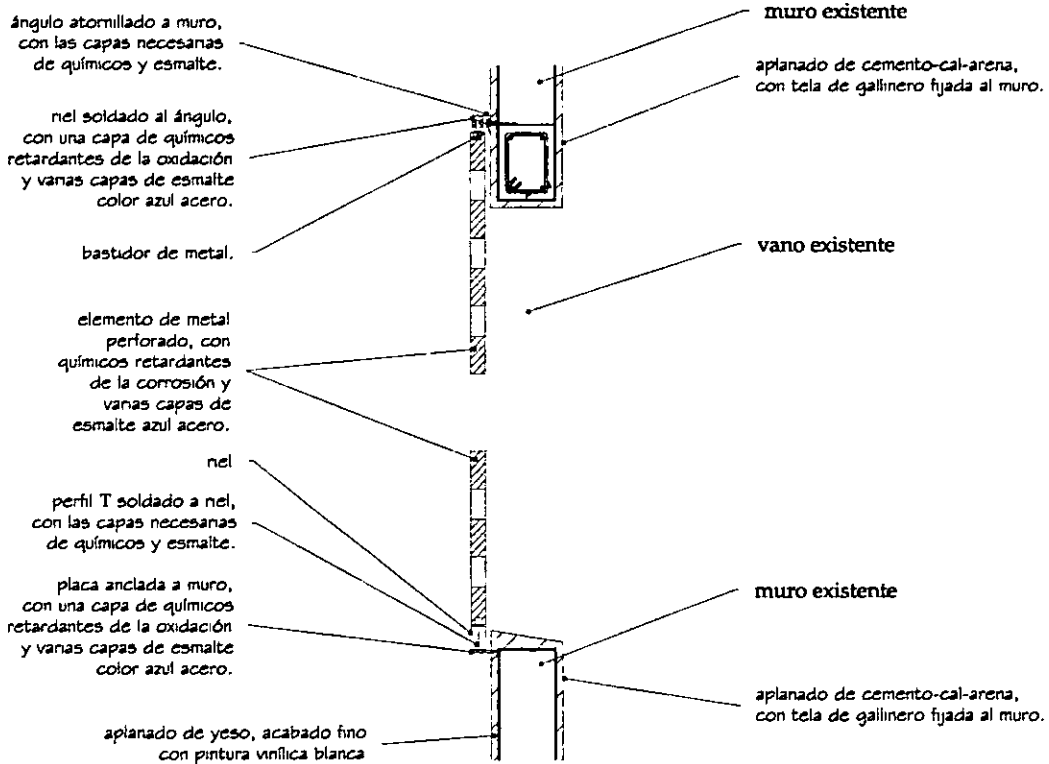 ángulo atornillado a muro,
con las capas necesarias
de químicos y esmalte.
riel soldado al ángulo,
con una capa de químicos
retardantes de la oxidación
y varias capas de esmalte
color azul acero.
bastidor de metal.
elemento de metal
perforado, con
químicos retardantes
de la corrosión y
varias capas de
esmalte azul acero.
riel
perfil T soldado a riel,
con las capas necesarias
de químicos y esmalte.
placa anclada a muro,
con una capa de químicos
retardantes de la oxidación
y varias capas de esmalte
color azul acero.
aplanado de yeso, acabado fino
con pintura vinílica blanca
muro existente
aplanado de cemento-cal-arena,
con tela de gallinero fijada al muro.
vano existente
muro existente
aplanado de cemento-cal-arena,
con tela de gallinero fijada al muro.